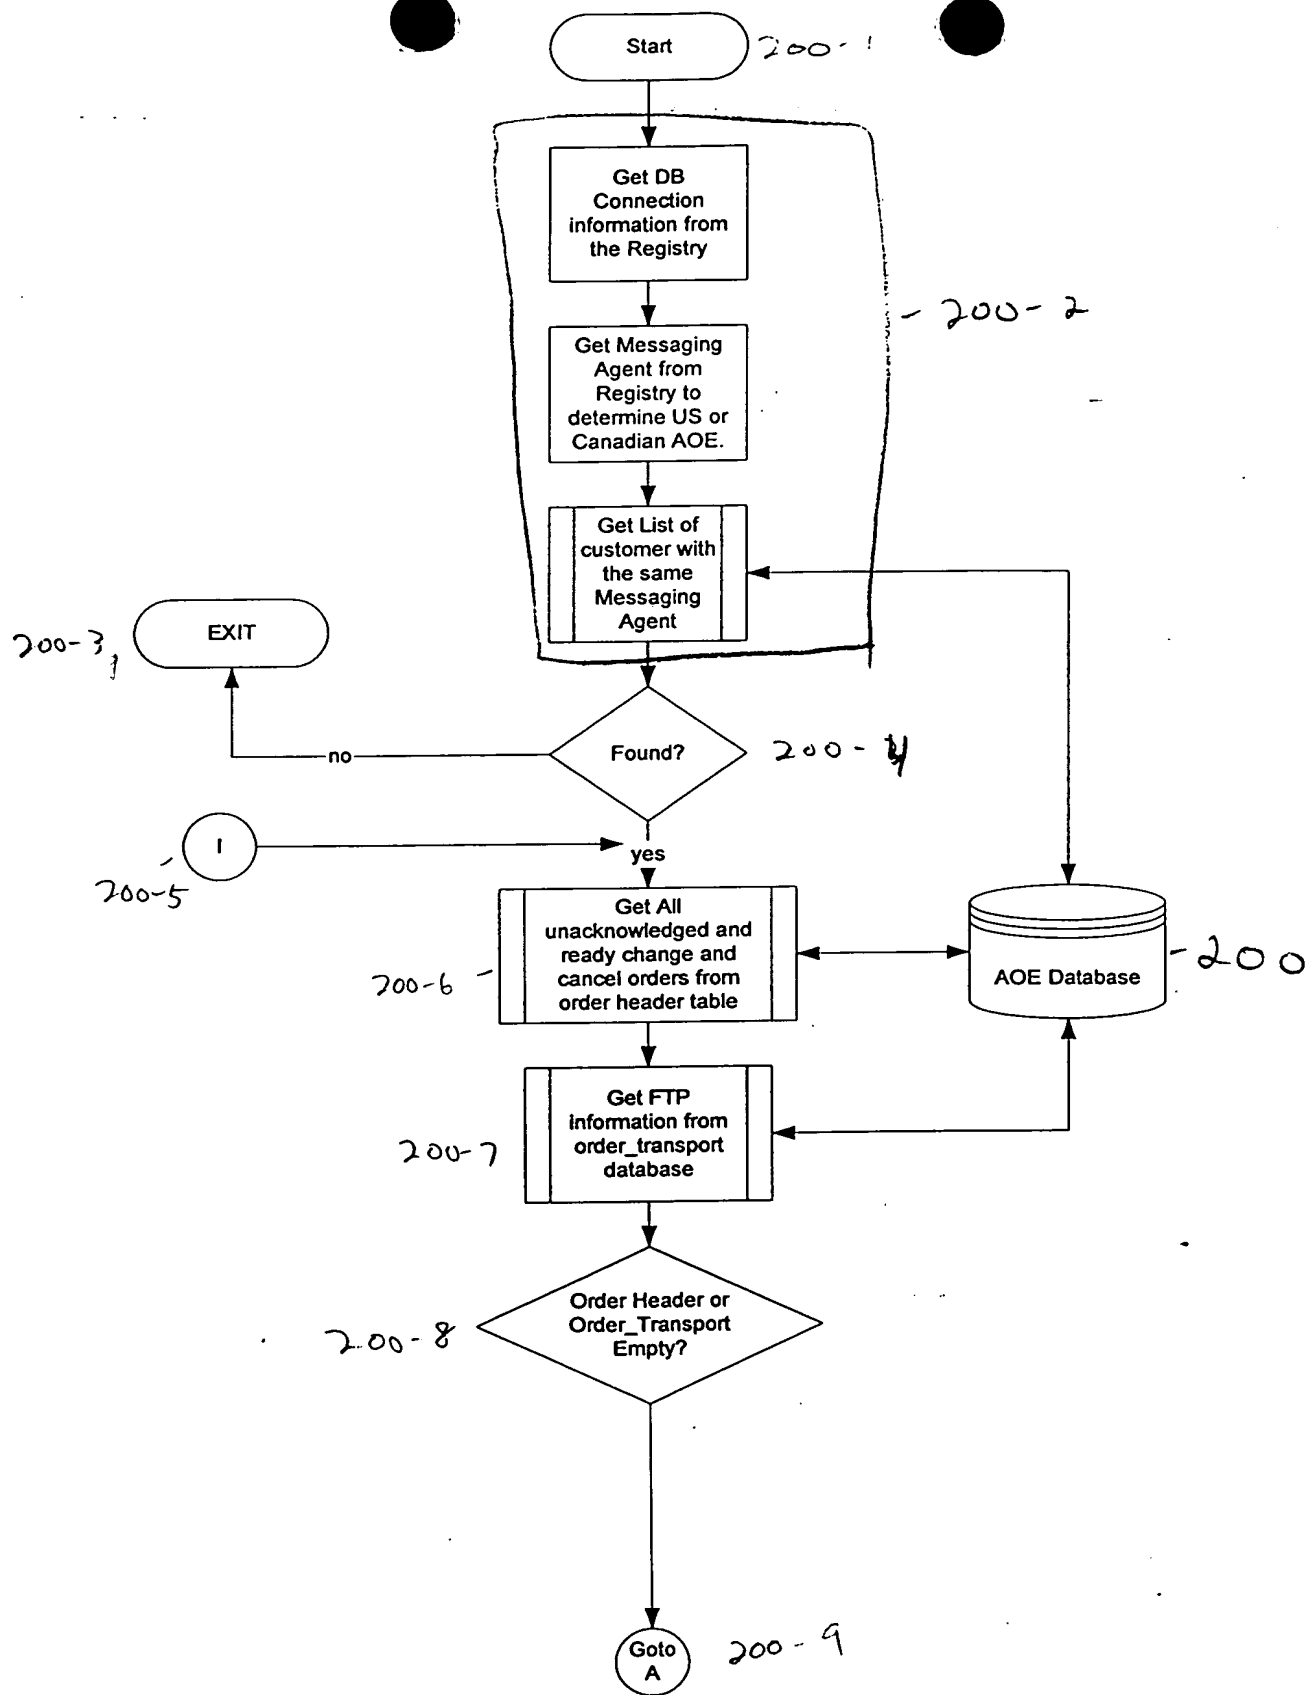 Start
200-1
Get DB
Connection
information from
the Registry
Get Messaging
Agent from
Registry to
determine US or
Canadian AOE.
- 200-2
Get List of
customer with
the same
Messaging
Agent
EXIT
200-3
Found?
200-4
no
1
200-5
yes
Get All
unacknowledged and
ready change and
cancel orders from
order header table
200-6
AOE Database
200
Get FTP
information from
order_transport
database
200-7
Order Header or
Order_Transport
Empty?
200-8
Goto
A
200-9